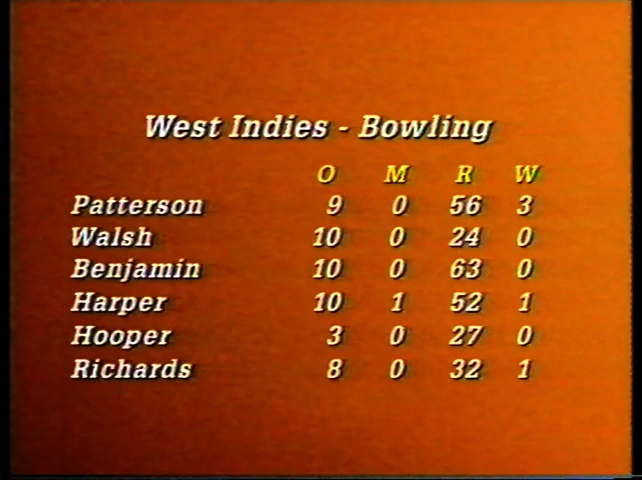 West Indies - Bowling
O M R W
Patterson 9 0 56 3
Walsh 10 0 24 0
Benjamin 10 0 63 0
Harper 10 1 52 1
Hooper 3 0 27 0
Richards 8 0 32 1